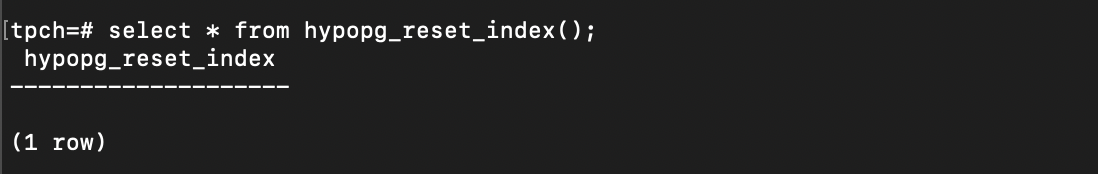 tpch=# select * from hypopg_reset_index();
hypopg_reset_index
--------------------
(1 row)